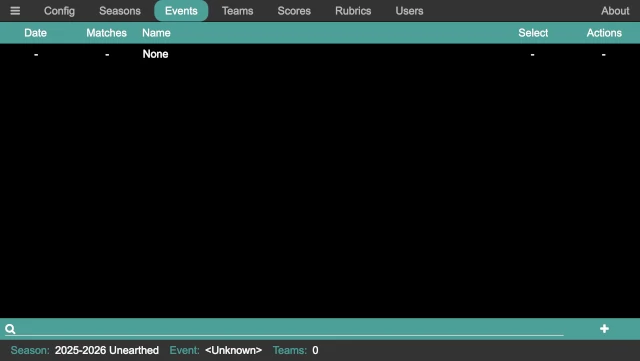 Config Seasons Events Teams Scores Rubrics Users About
Date Matches Name Select Actions
- - None - -
Season: 2025-2026 Unearthed Event: <Unknown> Teams: 0